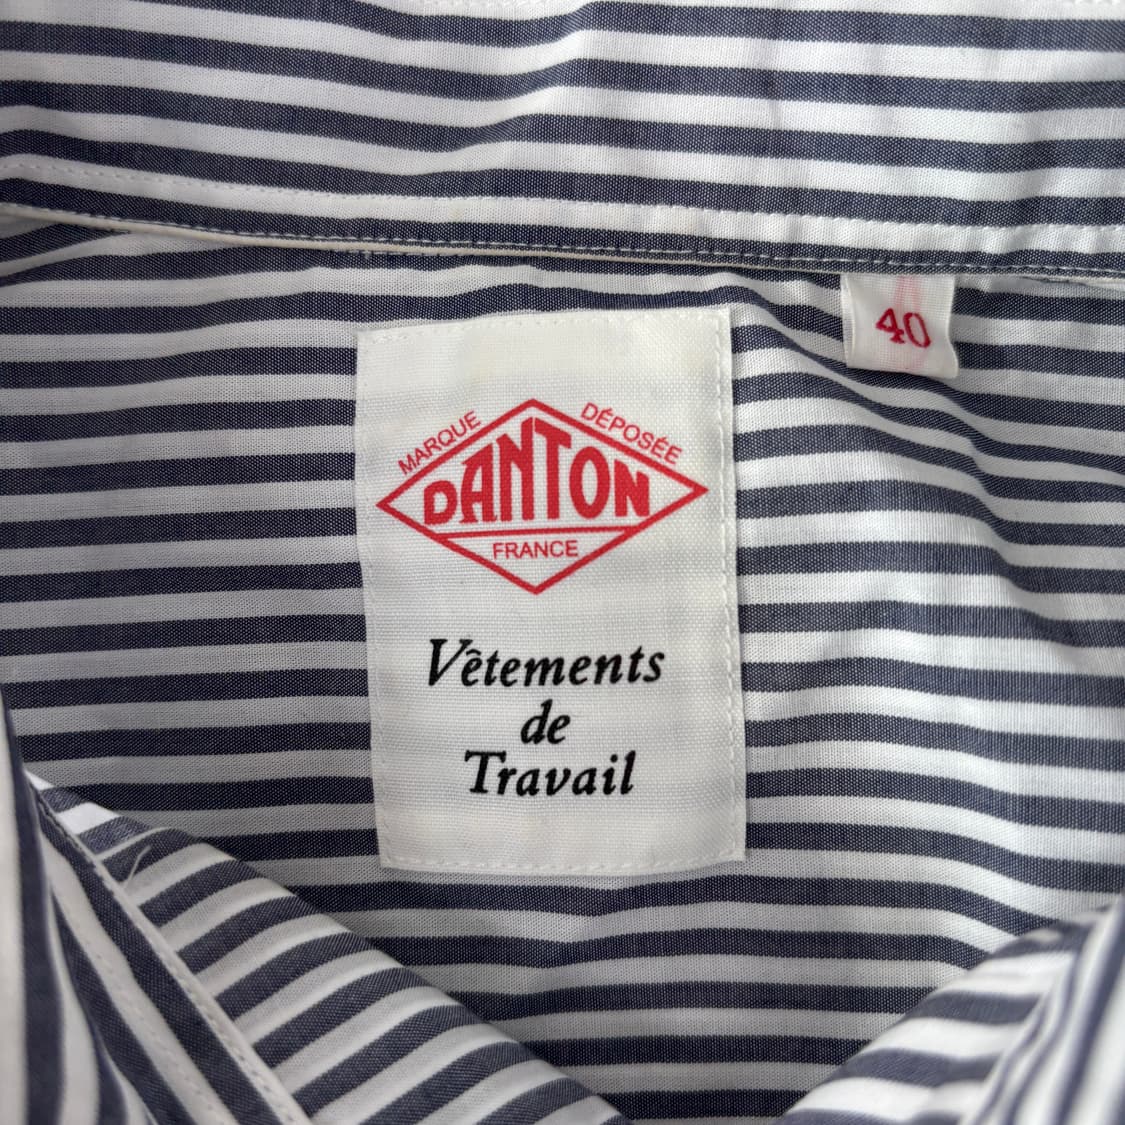 40
MARQUE DÉPOSÉE
DANTON
FRANCE
Vêtements
de
Travail